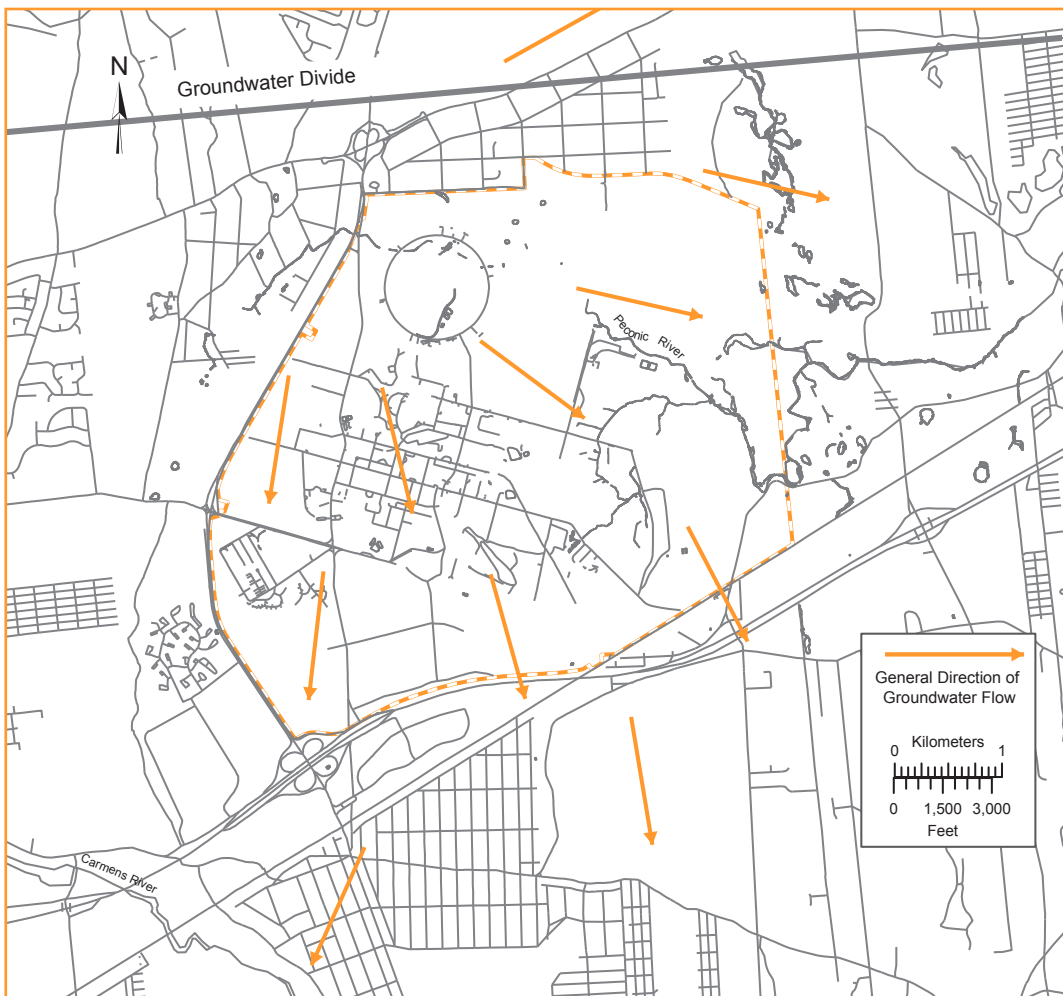 N
Groundwater Divide
Peconic River
General Direction of
Groundwater Flow
Kilometers
0 1
0 1,500 3,000
Feet
Carmens River